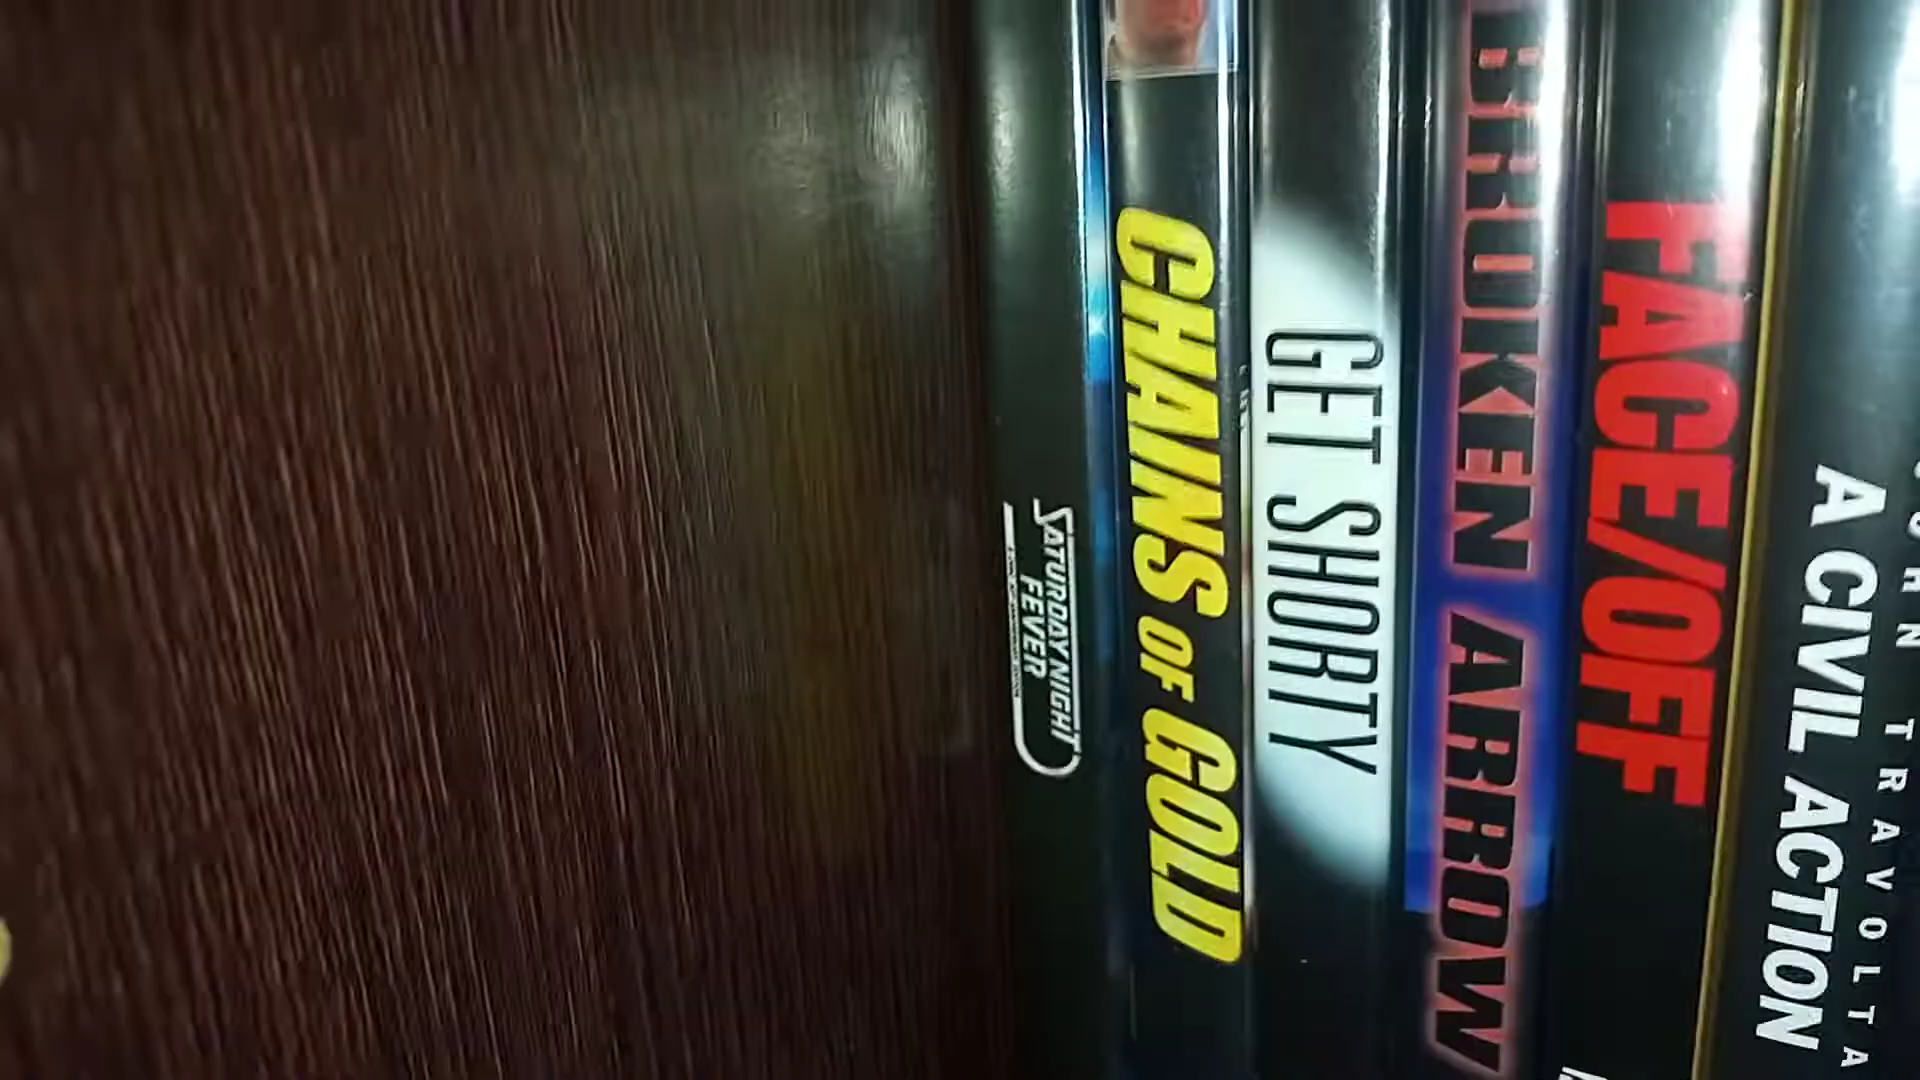 SATURDAY NIGHT
FEVER
CHAINS OF GOLD
GET SHORTY
BROKEN ARROW
FACE/OFF
JOHN TRAVOLTA
A CIVIL ACTION